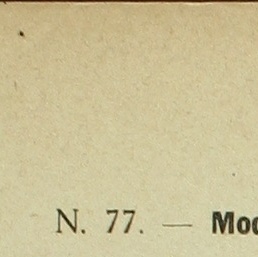 N. 77. — Mod